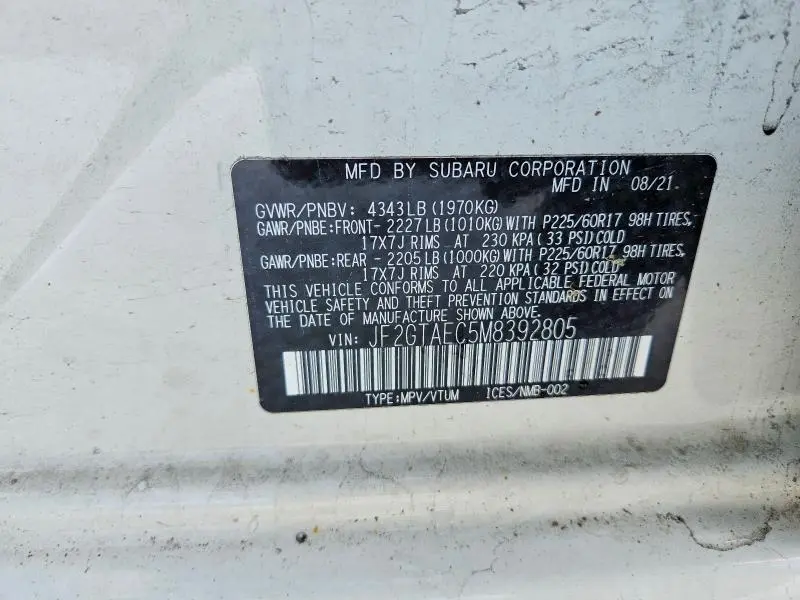 MFD BY SUBARU CORPORATION
MFD IN 08/21
GVWR/PNBV: 4343LB(1970KG)
GAWR/PNBE:FRONT- 2227LB(1010KG)WITH P225/60R17 98H TIRES,
17X7J RIMS AT 230 KPA( 33 PSI)COLD
GAWR/PNBE:REAR - 2205LB(1000KG)WITH P225/60R17 98H TIRES,
17X7J RIMS AT 220 KPA( 32 PSI)COLD
THIS VEHICLE CONFORMS TO ALL APPLICABLE FEDERAL MOTOR
VEHICLE SAFETY AND THEFT PREVENTION STANDARDS IN EFFECT ON
THE DATE OF MANUFACTURE SHOWN ABOVE.
VIN: JF2GTAEC5M8392805
TYPE:MPV/VTUM ICES/NMB-002